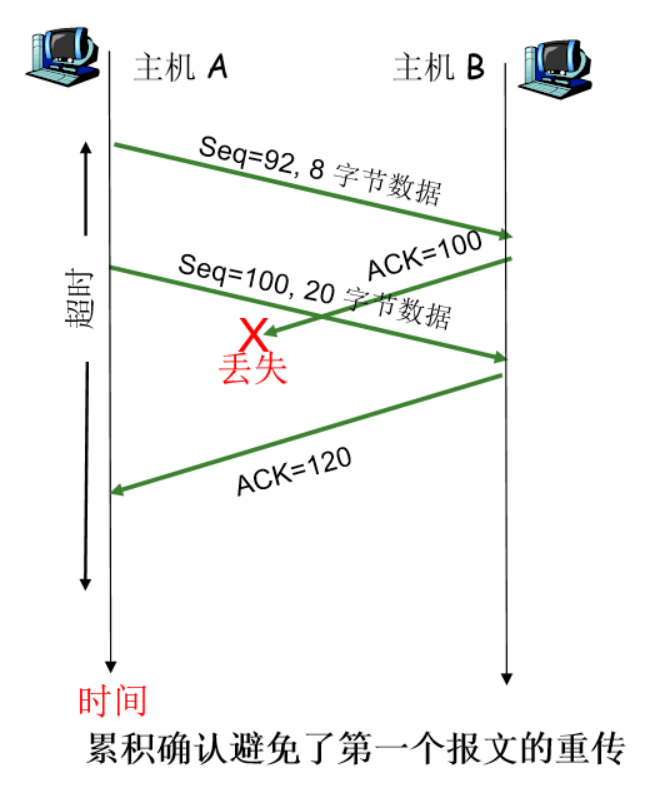 主机 A
主机 B
Seq=92, 8 字节数据
ACK=100
Seq=100, 20 字节数据
超时
X
丢失
ACK=120
时间
累积确认避免了第一个报文的重传